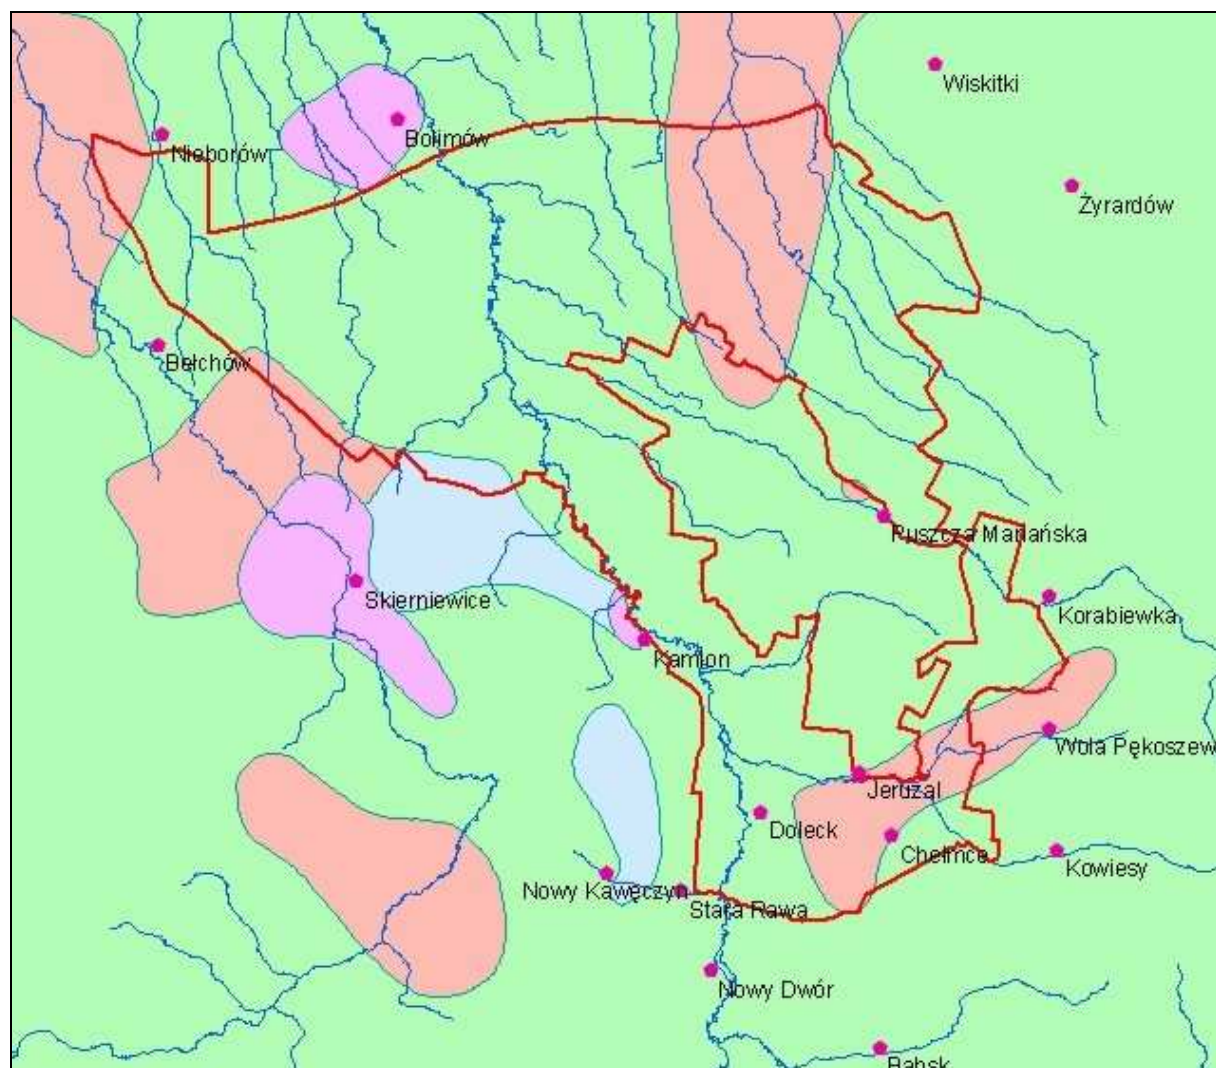 Wiskitki
Bolimów
Nieborów
Żyrardów
Bełchów
Puszcza Mariańska
Skierniewice
Korabiewka
Kamion
Wola Pękoszew
Jeruzal
Doleck
Chełmce
Kowiesy
Nowy Kawęczyn
Stara Rawa
Nowy Dwór
Babsk